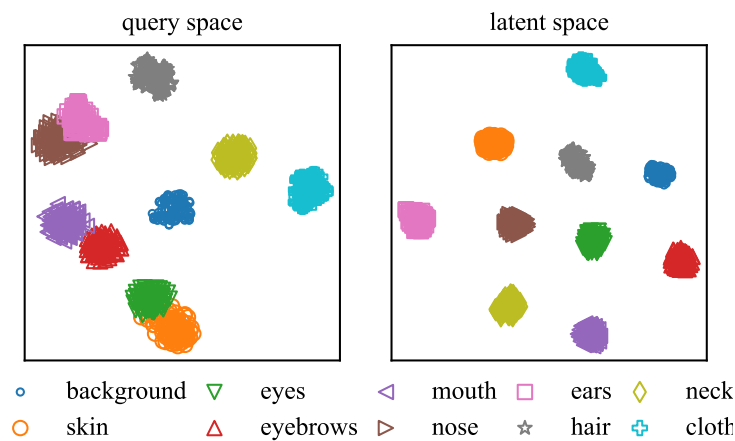 query space
latent space
background eyes mouth ears neck
skin eyebrows nose hair cloth